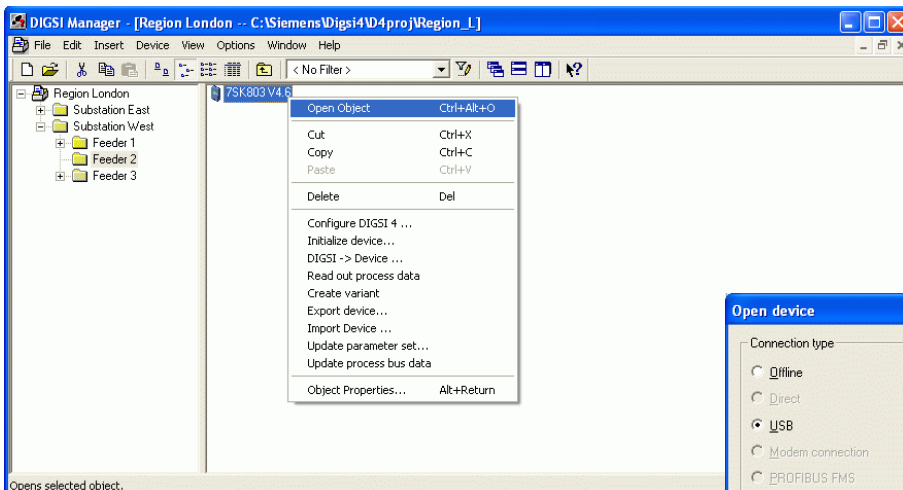 DIGSI Manager - [Region London -- C:\Siemens\Digsi4\D4proj\Region_L]
File Edit Insert Device View Options Window Help
< No Filter >
Region London
Substation East
Substation West
Feeder 1
Feeder 2
Feeder 3
7SK803 V4.6
Open Object Ctrl+Alt+O
Cut Ctrl+X
Copy Ctrl+C
Paste Ctrl+V
Delete Del
Configure DIGSI 4 ...
Initialize device...
DIGSI -> Device ...
Read out process data
Create variant
Export device...
Import Device ...
Update parameter set...
Update process bus data
Object Properties... Alt+Return
Open device
Connection type
Offline
Direct
USB
Modem connection
PROFIBUS FMS
Opens selected object.